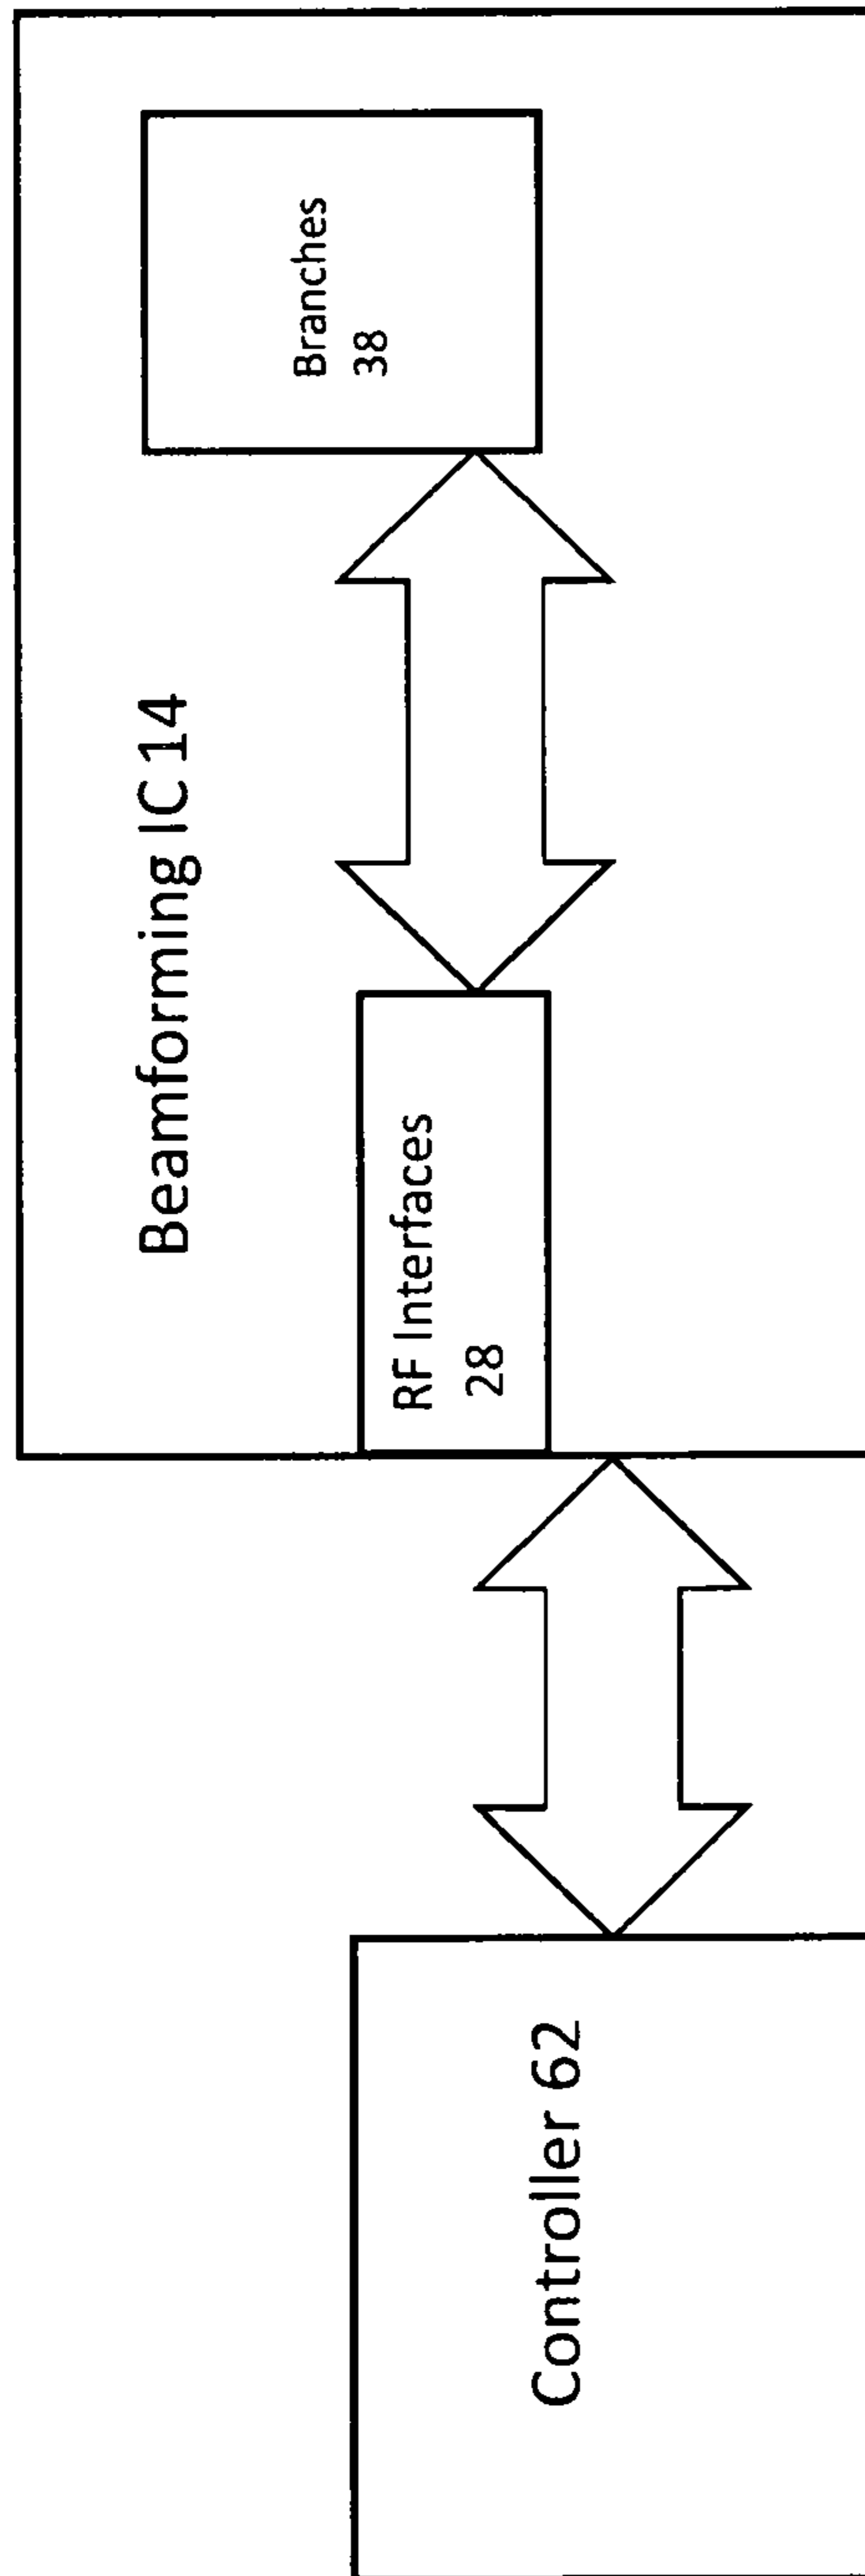 Beamforming IC 14
Controller 62
RF Interfaces
28
Branches
38